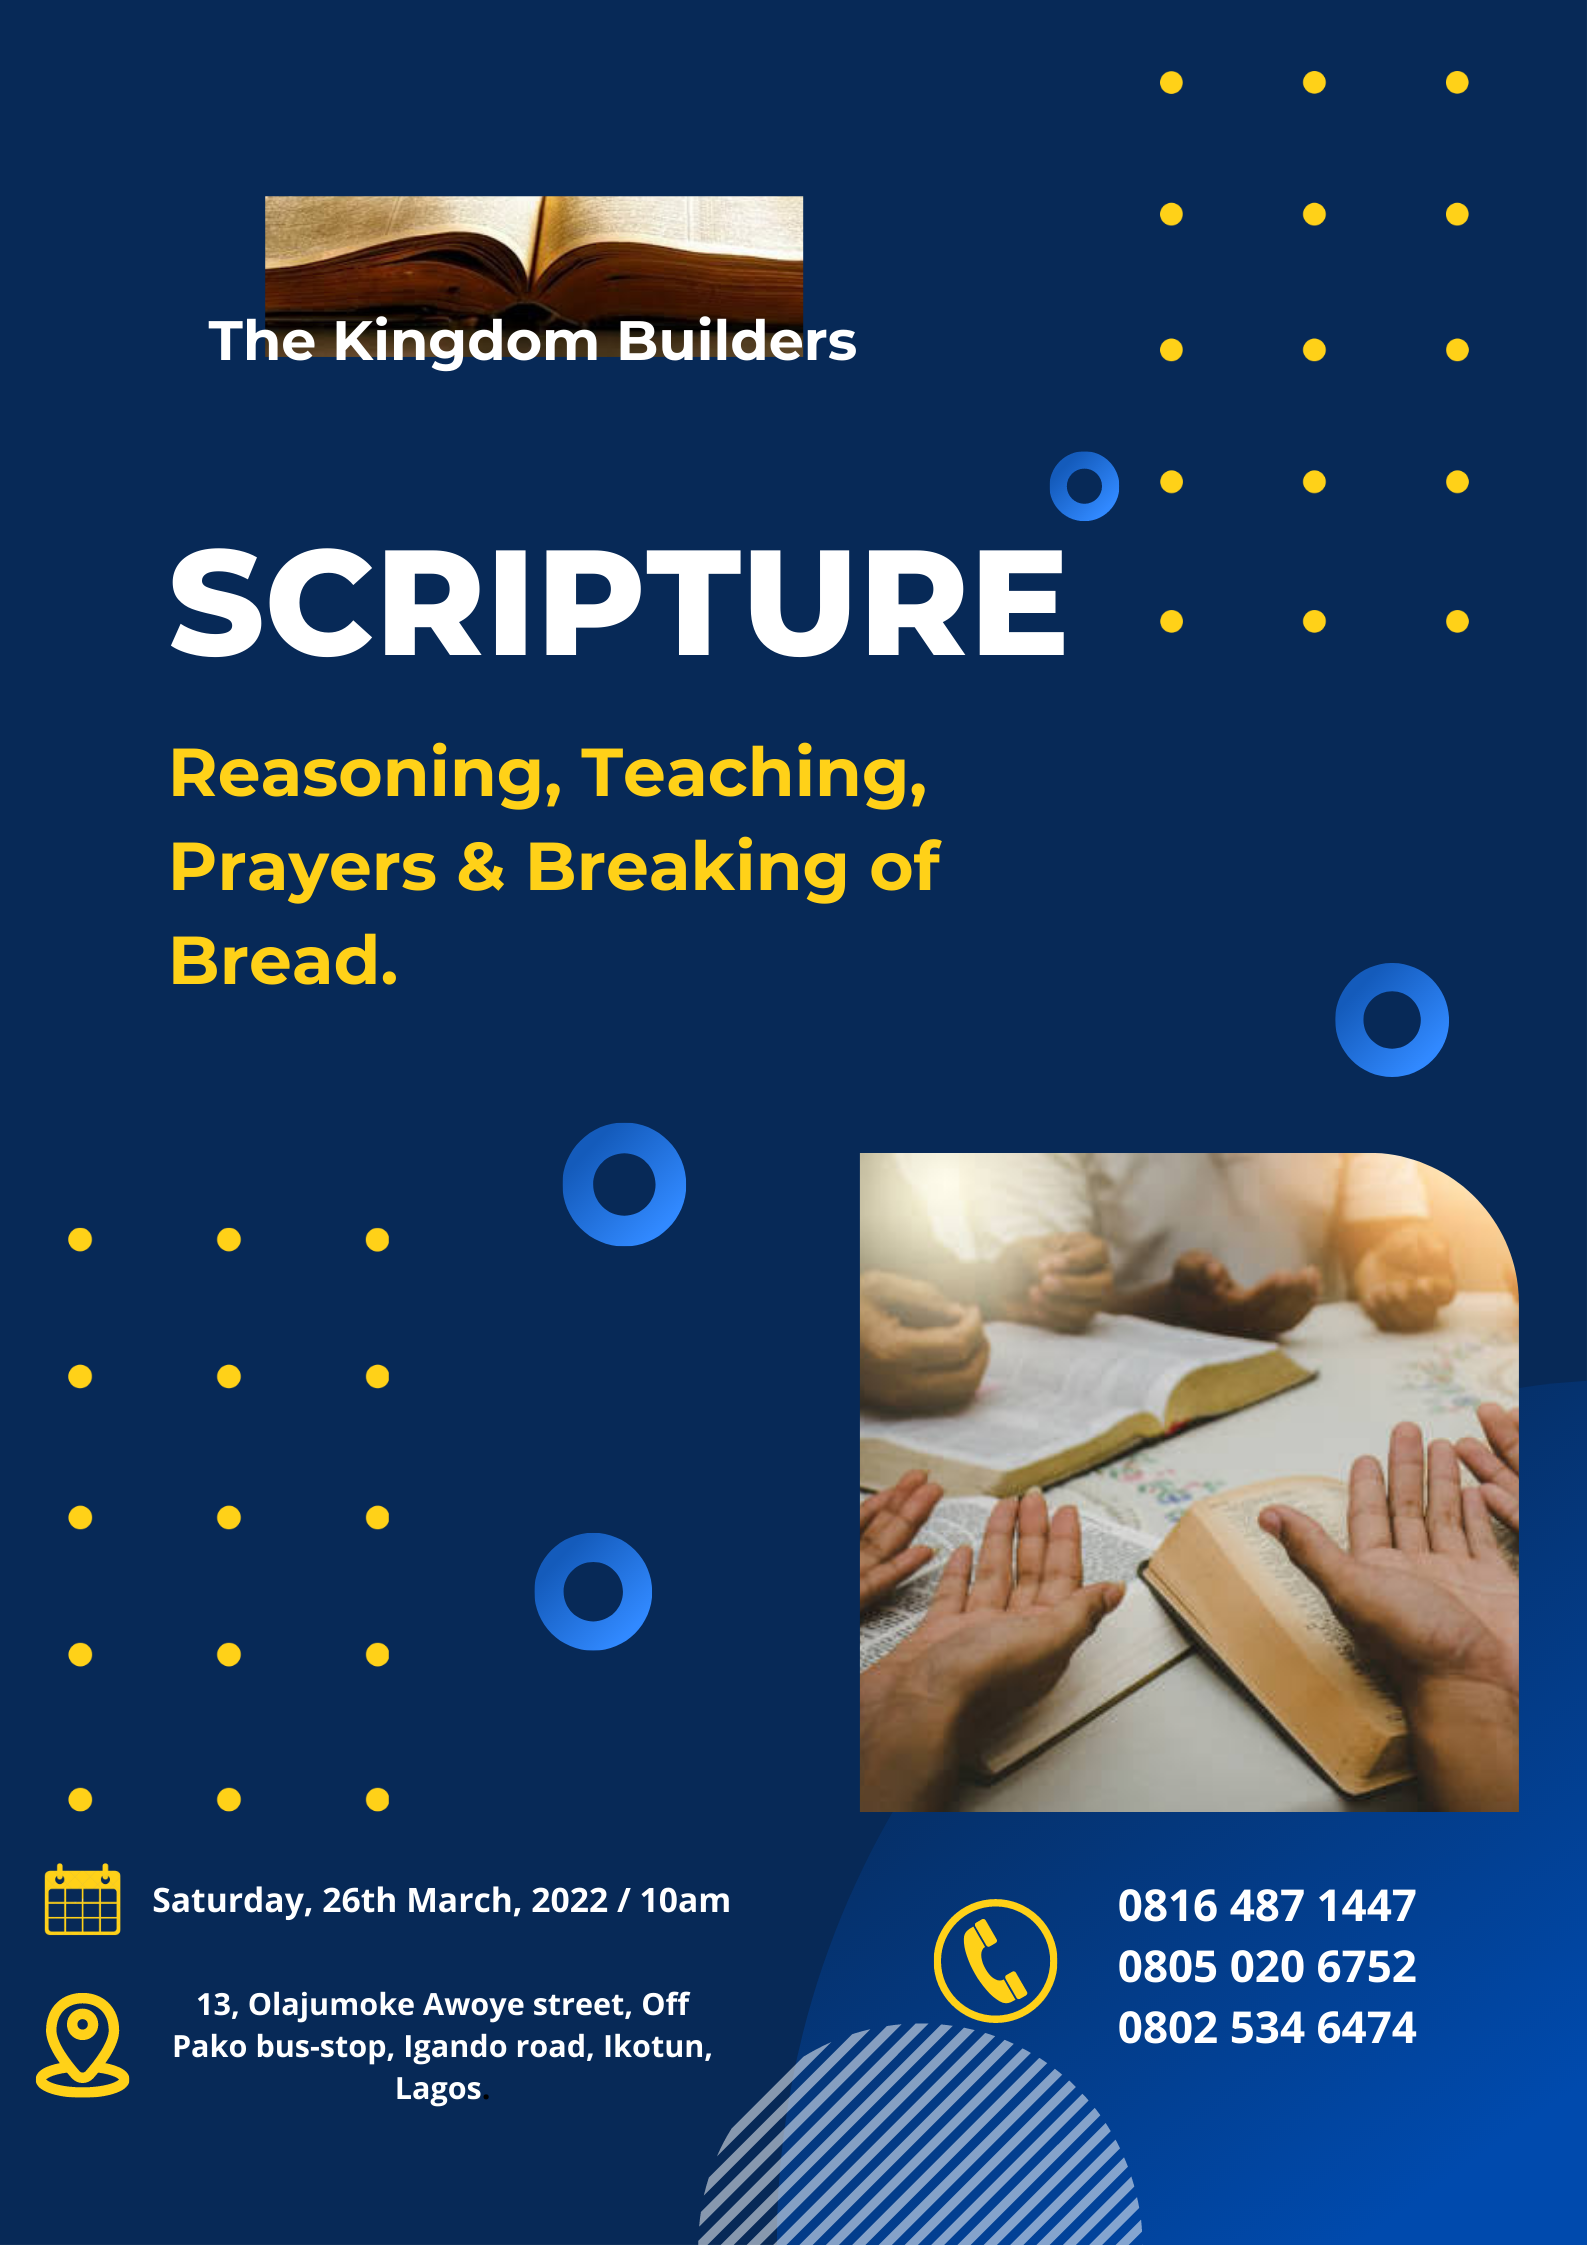 The Kingdom Builders
SCRIPTURE
Reasoning, Teaching,
Prayers & Breaking of
Bread.
Saturday, 26th March, 2022 / 10am
13, Olajumoke Awoye street, Off
Pako bus-stop, Igando road, Ikotun,
Lagos.
0816 487 1447
0805 020 6752
0802 534 6474